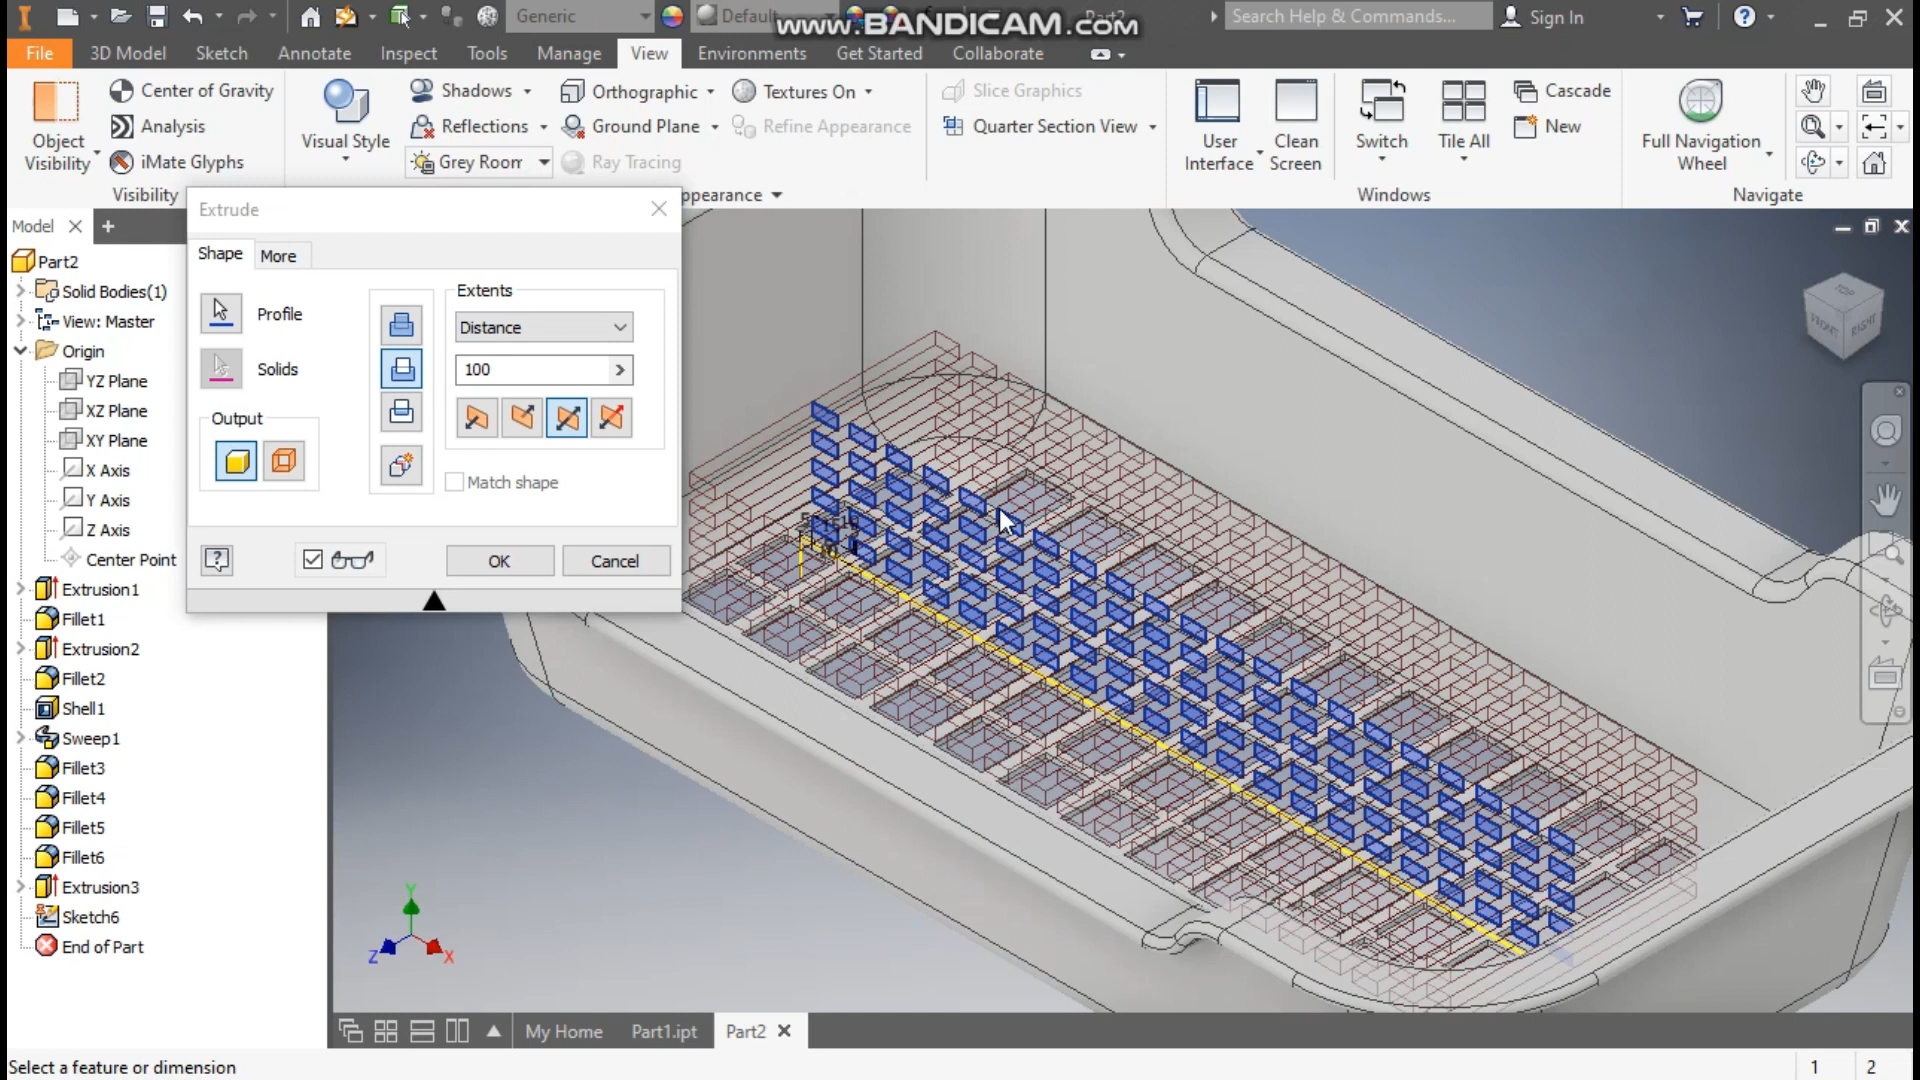 Generic
Default
Part2
www.BANDICAM.com
Search Help & Commands...
Sign In
File
3D Model
Sketch
Annotate
Inspect
Tools
Manage
View
Environments
Get Started
Collaborate
Object
Visibility
Center of Gravity
Analysis
iMate Glyphs
Visibility
Visual Style
Shadows
Reflections
Grey Room
Orthographic
Ground Plane
Ray Tracing
Textures On
Refine Appearance
ppearance
Slice Graphics
Quarter Section View
User
Interface
Clean
Screen
Switch
Tile All
Cascade
New
Windows
Full Navigation
Wheel
Navigate
Model
Part2
Solid Bodies(1)
View: Master
Origin
YZ Plane
XZ Plane
XY Plane
X Axis
Y Axis
Z Axis
Center Point
Extrusion1
Fillet1
Extrusion2
Fillet2
Shell1
Sweep1
Fillet3
Fillet4
Fillet5
Fillet6
Extrusion3
Sketch6
End of Part
Extrude
Shape
More
Profile
Solids
Output
Extents
Distance
100
Match shape
OK
Cancel
TOP
FRONT
RIGHT
Y
Z
X
My Home
Part1.ipt
Part2
Select a feature or dimension
1
2